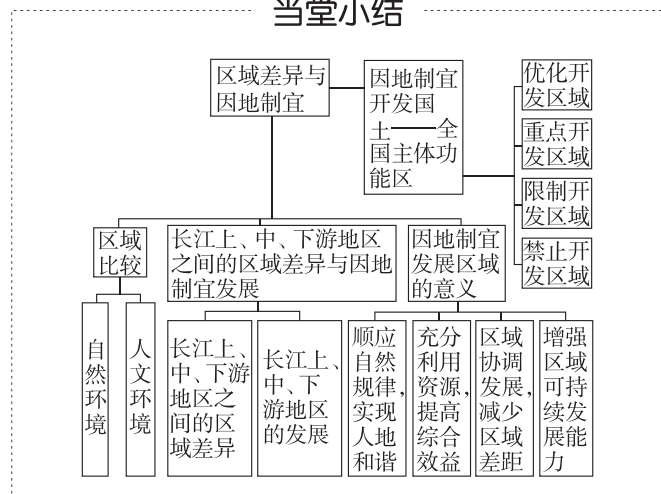 当堂小结
区域差异与
因地制宜
因地制宜
开发国
土——全
国主体功
能区
优化开
发区域
重点开
发区域
限制开
发区域
禁止开
发区域
区域
比较
长江上、中、下游地区
之间的区域差异与因地
制宜发展
因地制宜
发展区域
的意义
自
然
环
境
人
文
环
境
长江上、
中、下游
地区之
间的区
域差异
长江上、
中、下
游地区
的发展
顺应
自然
规律,
实现
人地
和谐
充分
利用
资源,
提高
综合
效益
区域
协调
发展,
减少
区域
差距
增强
区域
可持
续发
展能
力